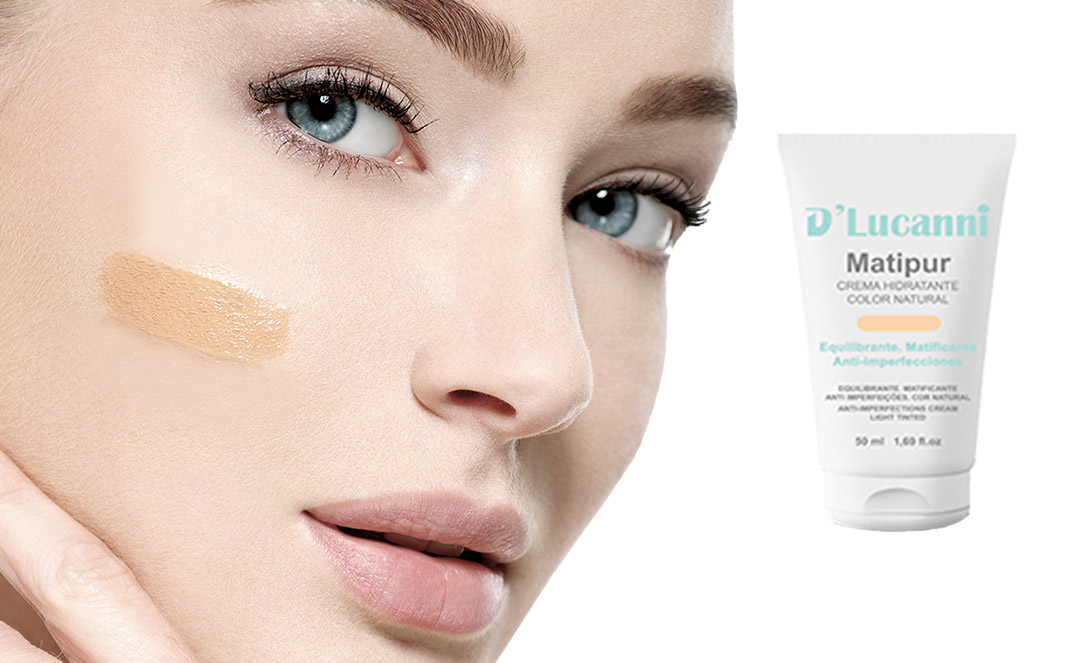 D'Lucanni
Matipur
CREMA HIDRATANTE
COLOR NATURAL
Equilibrante, Matificante
Anti-imperfecciones
EQUILIBRANTE, MATIFICANTE
ANTI IMPERFEIÇÕES, COR NATURAL
ANTI-IMPERFECTIONS CREAM
LIGHT TINTED
50 ml 1,69 fl.oz